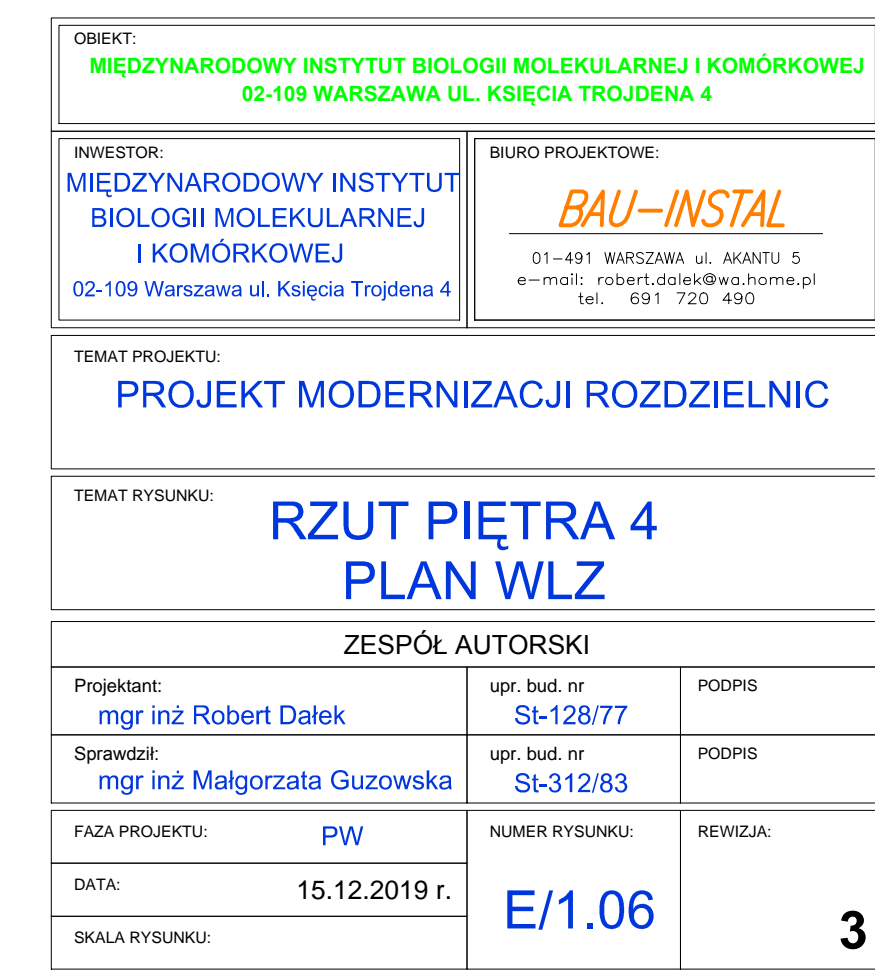 OBIEKT:
MIĘDZYNARODOWY INSTYTUT BIOLOGII MOLEKULARNEJ I KOMÓRKOWEJ
02-109 WARSZAWA UL. KSIĘCIA TROJDENA 4
INWESTOR:
MIĘDZYNARODOWY INSTYTUT
BIOLOGII MOLEKULARNEJ
I KOMÓRKOWEJ
02-109 Warszawa ul. Księcia Trojdena 4
BIURO PROJEKTOWE:
BAU-INSTAL
01-491 WARSZAWA ul. AKANTU 5
e-mail: robert.dalek@wa.home.pl
tel. 691 720 490
TEMAT PROJEKTU:
PROJEKT MODERNIZACJI ROZDZIELNIC
TEMAT RYSUNKU:
RZUT PIĘTRA 4
PLAN WLZ
ZESPÓŁ AUTORSKI
Projektant:
mgr inż Robert Dałek
upr. bud. nr
St-128/77
PODPIS
Sprawdził:
mgr inż Małgorzata Guzowska
upr. bud. nr
St-312/83
PODPIS
FAZA PROJEKTU: PW
DATA: 15.12.2019 r.
SKALA RYSUNKU:
NUMER RYSUNKU:
E/1.06
REWIZJA:
3